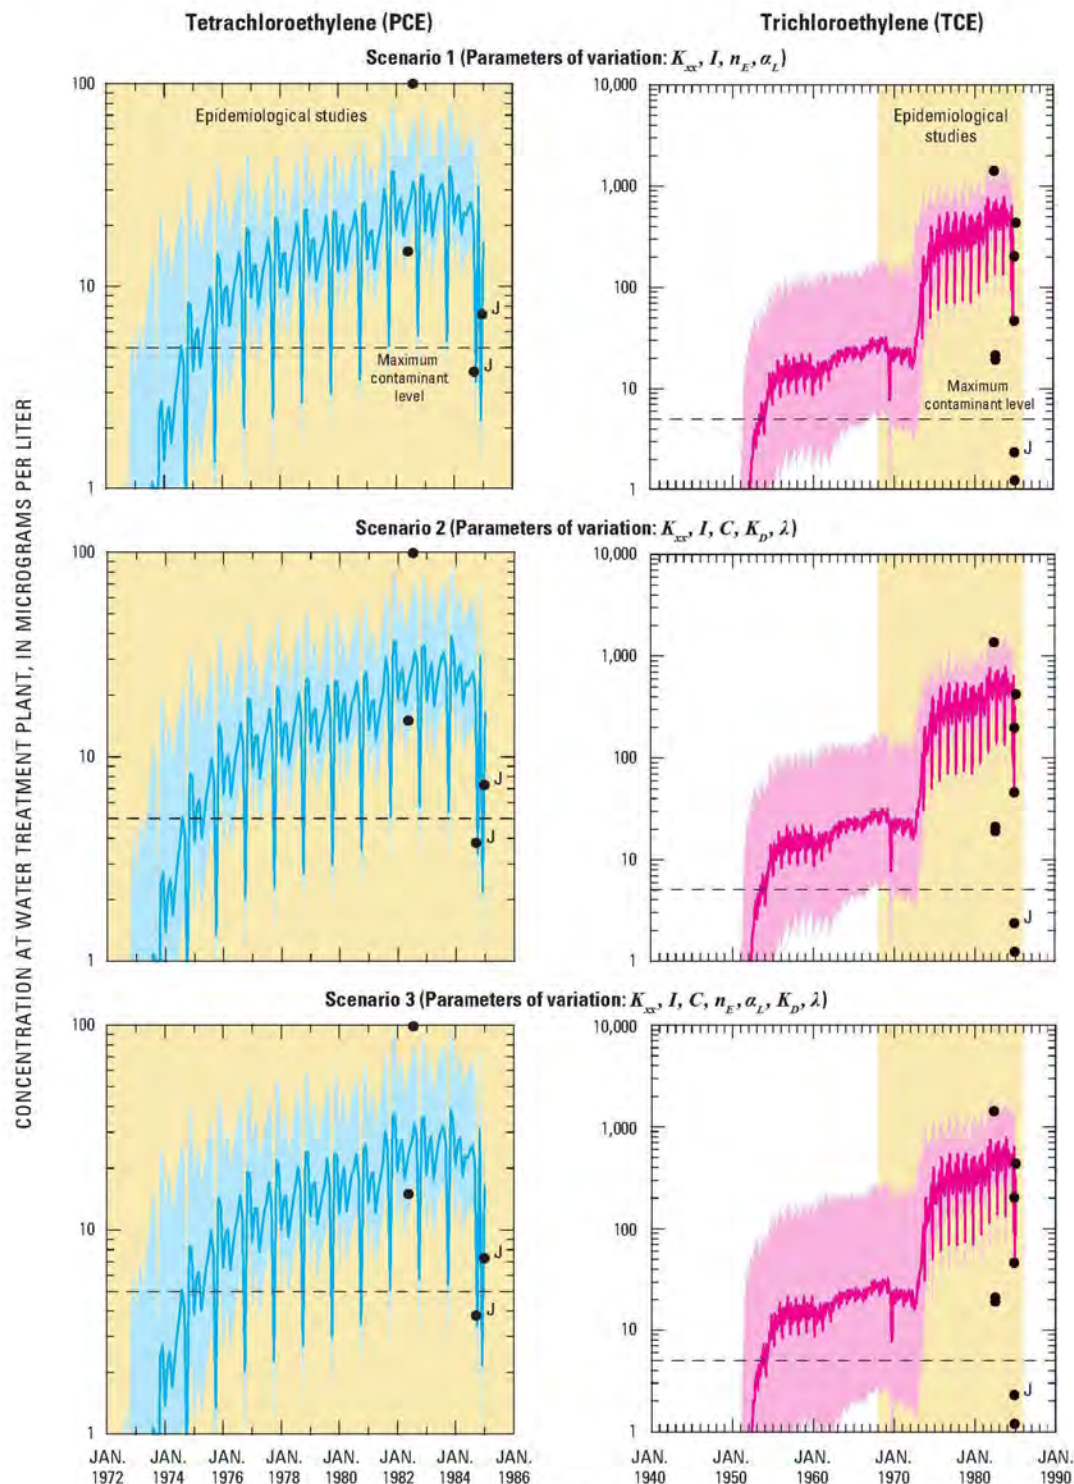 Tetrachloroethylene (PCE)
Trichloroethylene (TCE)
Scenario 1 (Parameters of variation: Kxx, I, nE, αL)
CONCENTRATION AT WATER TREATMENT PLANT, IN MICROGRAMS PER LITER
100
10
1
Epidemiological studies
Maximum
contaminant
level
J
J
10,000
1,000
100
10
1
Epidemiological
studies
Maximum
contaminant level
J
Scenario 2 (Parameters of variation: Kxx, I, C, KD, λ)
100
10
1
J
J
10,000
1,000
100
10
1
J
Scenario 3 (Parameters of variation: Kxx, I, C, nE, αL, KD, λ)
100
10
1
J
J
10,000
1,000
100
10
1
J
JAN. JAN. JAN. JAN. JAN. JAN. JAN. JAN.
1972 1974 1976 1978 1980 1982 1984 1986
JAN. JAN. JAN. JAN. JAN. JAN.
1940 1950 1960 1970 1980 1990